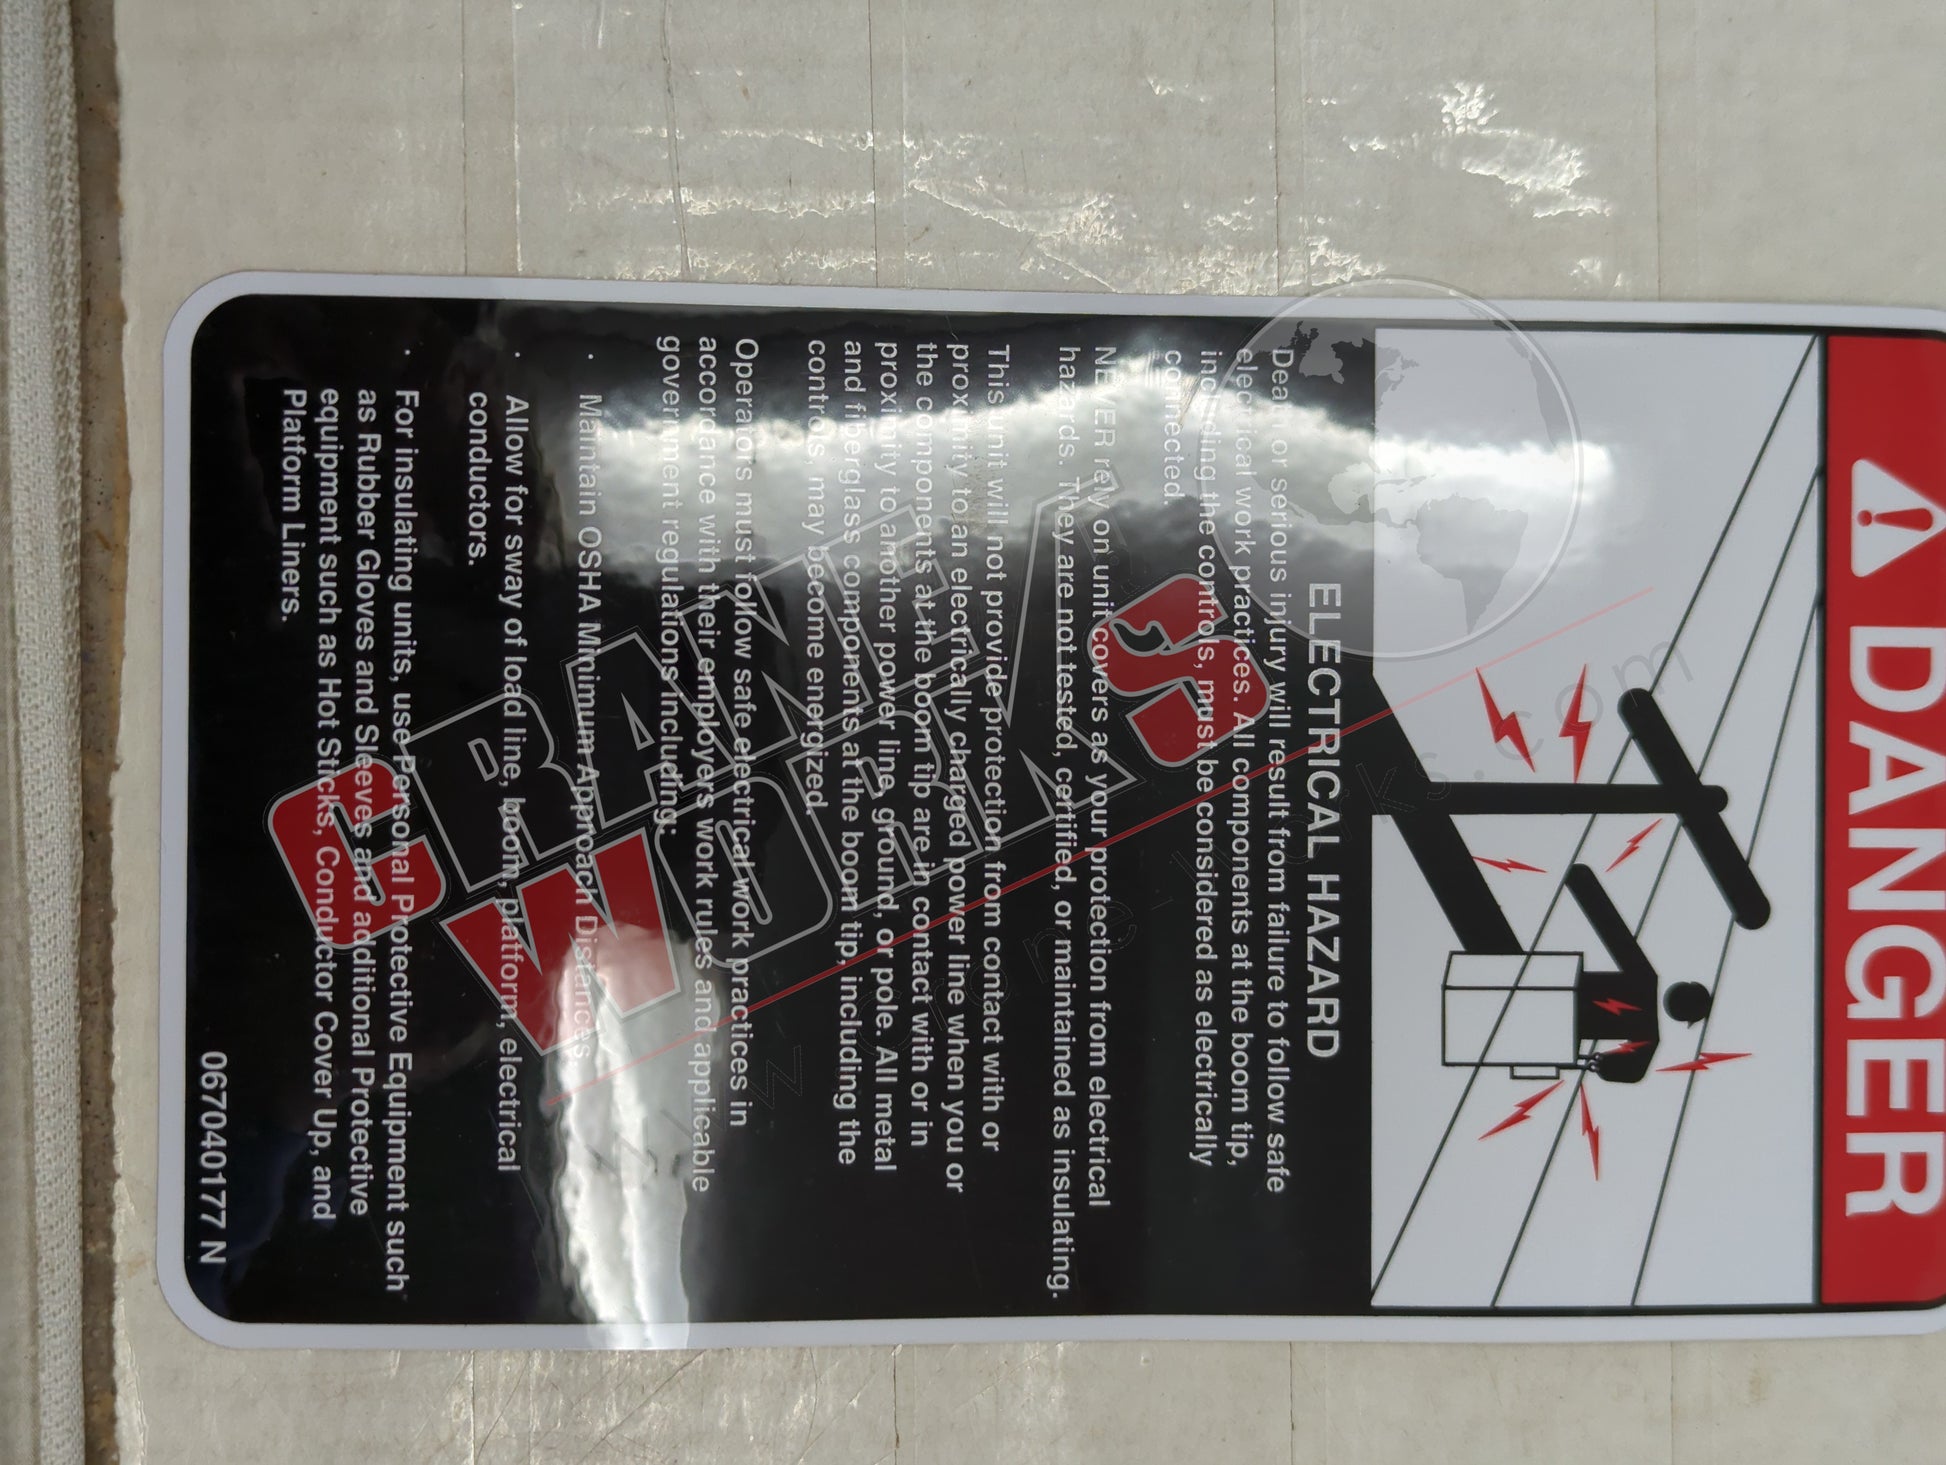 DANGER
ELECTRICAL HAZARD
Death or serious injury will result from failure to follow safe
electrical work practices. All components at the boom tip,
including the controls, must be considered as electrically
connected.
NEVER rely on unit covers as your protection from electrical
hazards. They are not tested, certified, or maintained as insulating.
This unit will not provide protection from contact with or
proximity to an electrically charged power line when you or
the components at the boom tip are in contact with or in
proximity to another power line, ground, or pole. All metal
and fiberglass components at the boom tip, including the
controls, may become energized.
Operators must follow safe electrical work practices in
accordance with their employers work rules and applicable
government regulations including:
· Maintain OSHA Minimum Approach Distances
· Allow for sway of load line, boom, platform, electrical
conductors.
· For insulating units, use Personal Protective Equipment such
as Rubber Gloves and Sleeves and additional Protective
equipment such as Hot Sticks, Conductor Cover Up, and
Platform Liners.
067040177 N
CRANEY'S
WORKS